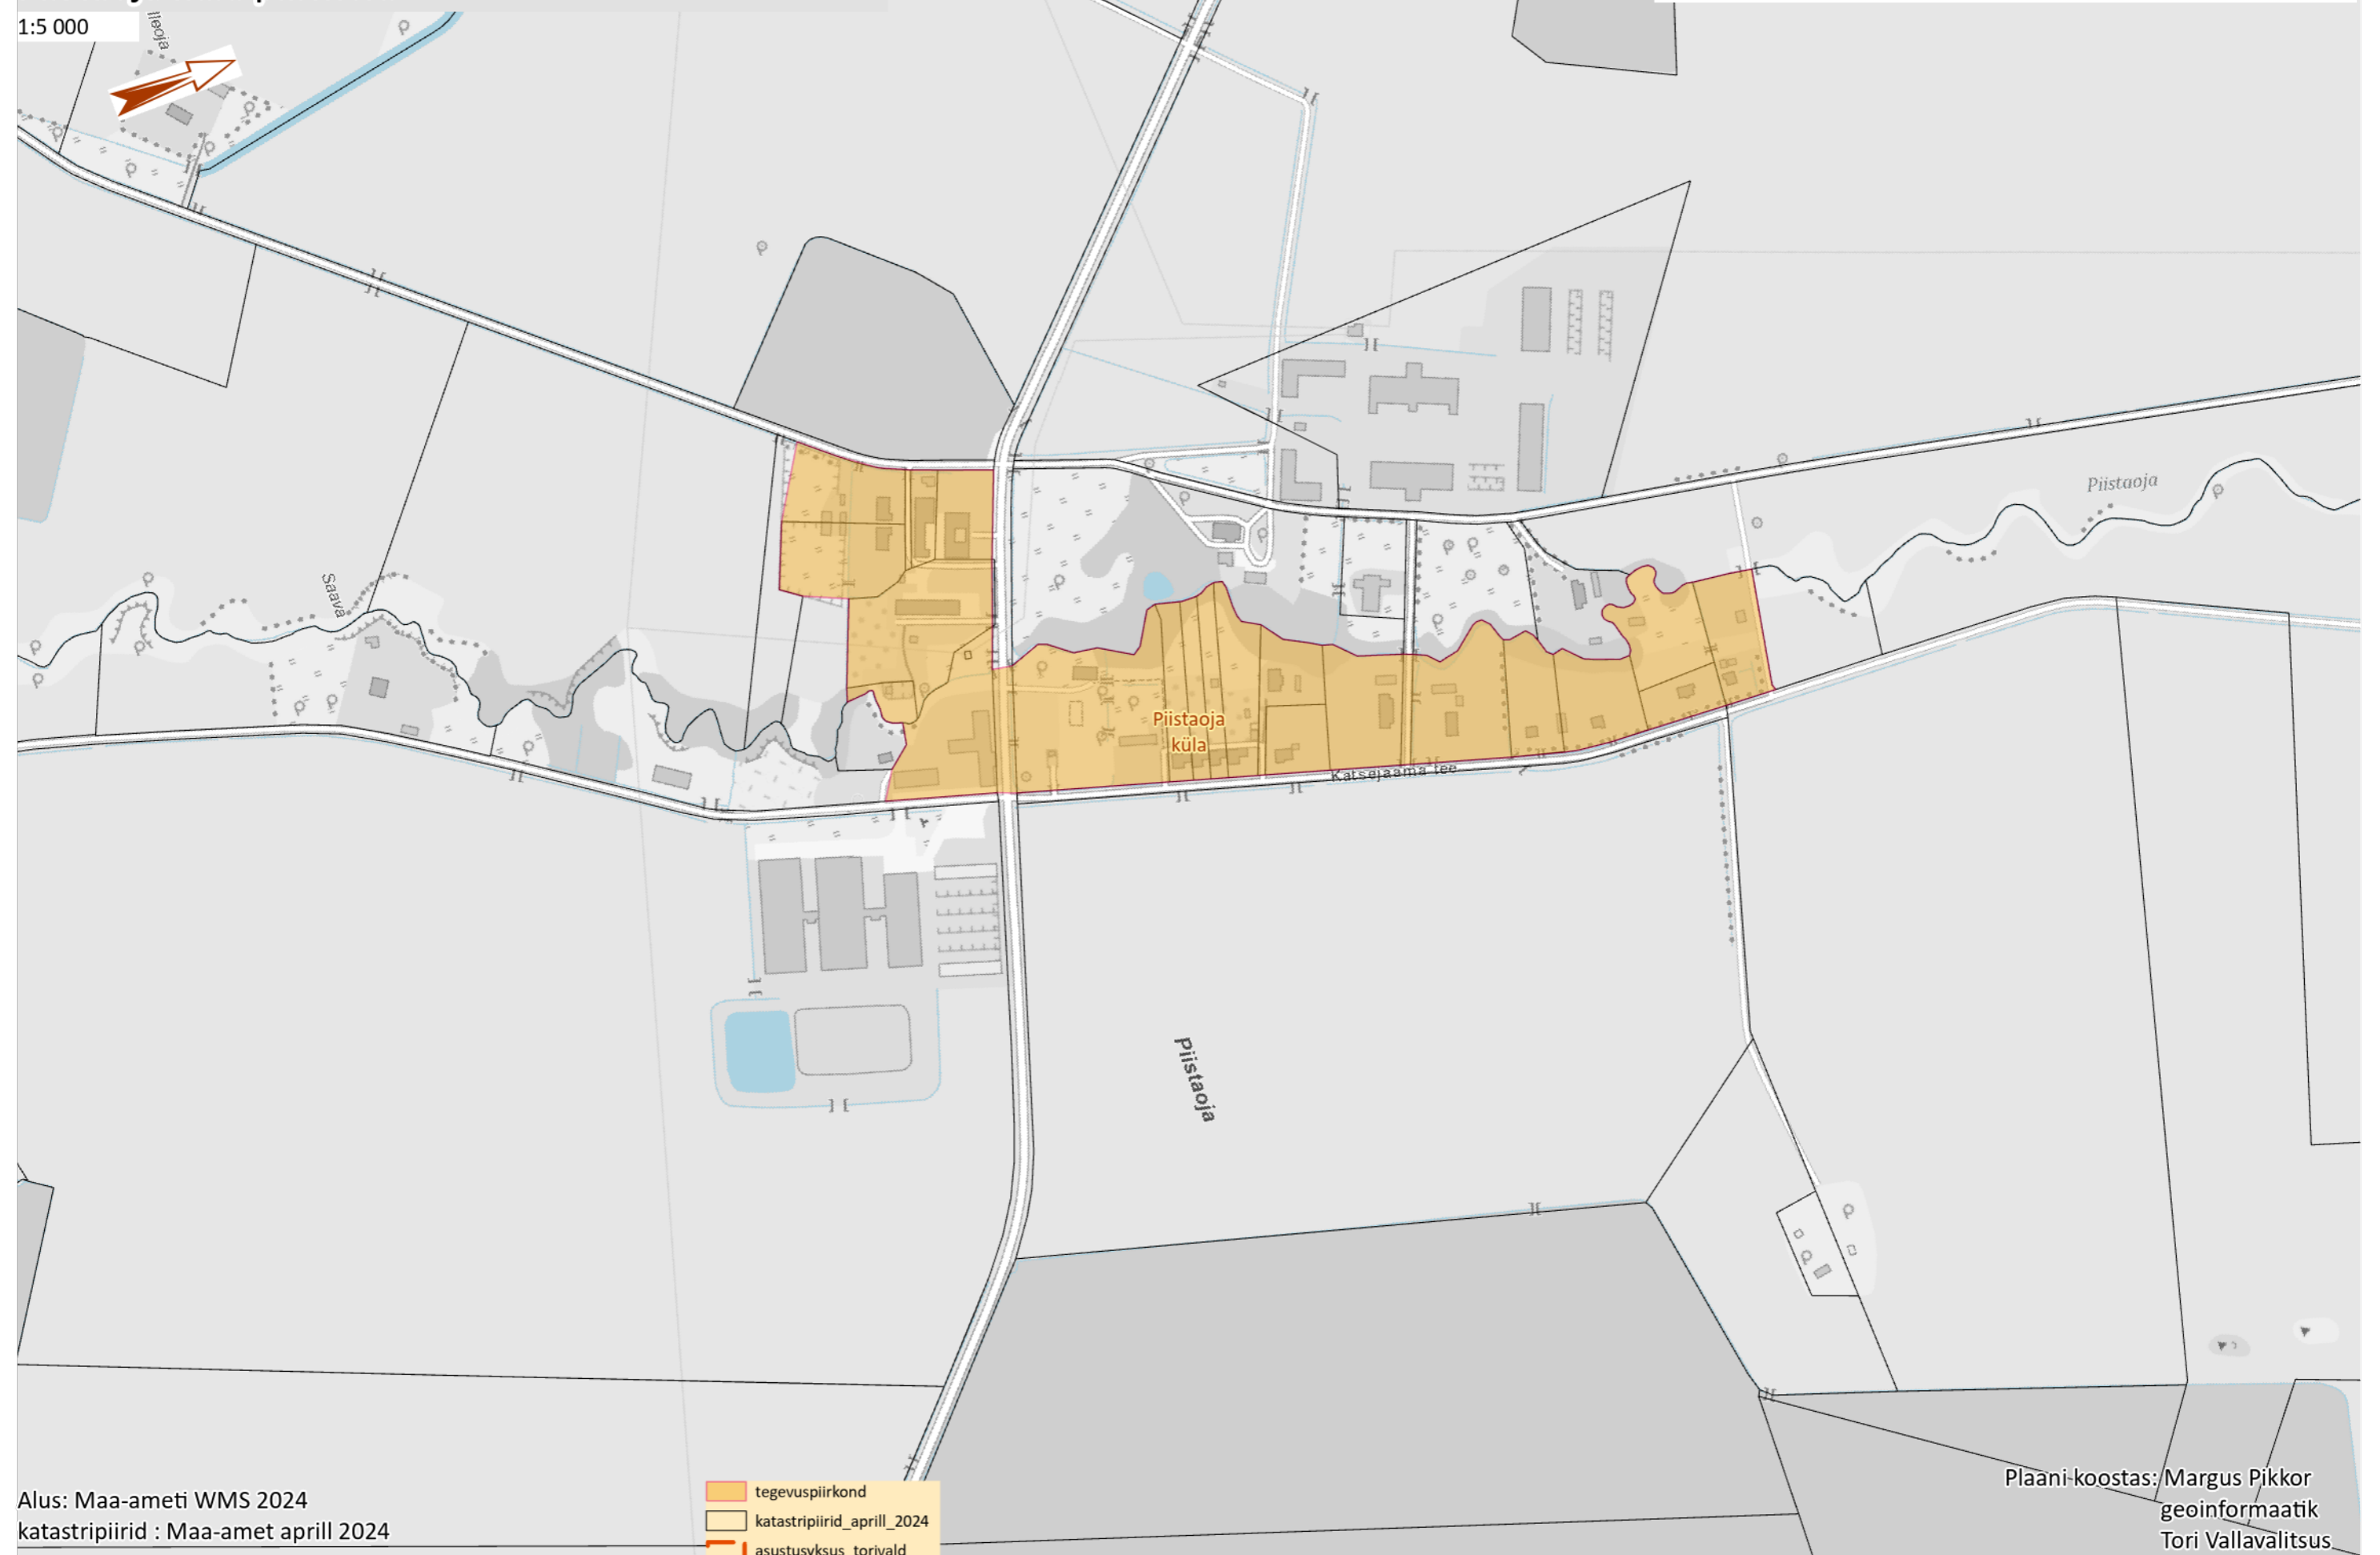 1:5 000
Piistaoja
Saava
Piistaoja
küla
Katsejaama tee
Piistaoja
Alus: Maa-ameti WMS 2024
katastripiirid : Maa-amet aprill 2024
tegevuspiirkond
katastripiirid_aprill_2024
asustusyksus_torivald
Plaani koostas: Margus Pikkor
geoinformaatik
Tori Vallavalitsus